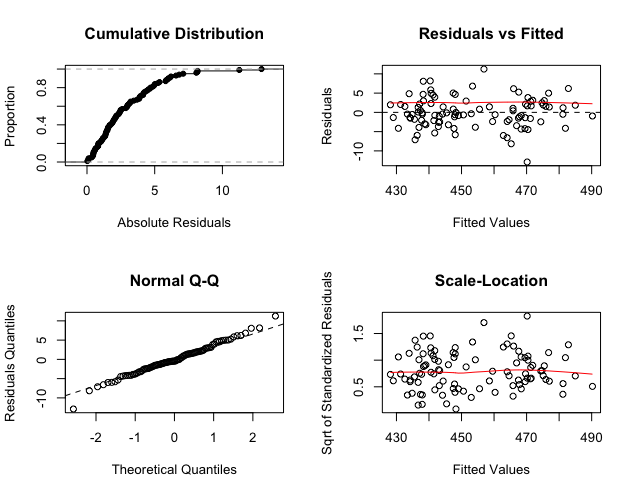 Cumulative Distribution
Proportion
0.0 0.4 0.8
0 5 10
Absolute Residuals
Residuals vs Fitted
Residuals
-10 0 5
430 450 470 490
Fitted Values
Normal Q-Q
Residuals Quantiles
-10 0 5
-2 -1 0 1 2
Theoretical Quantiles
Scale-Location
Sqrt of Standardized Residuals
0.5 1.5
430 450 470 490
Fitted Values